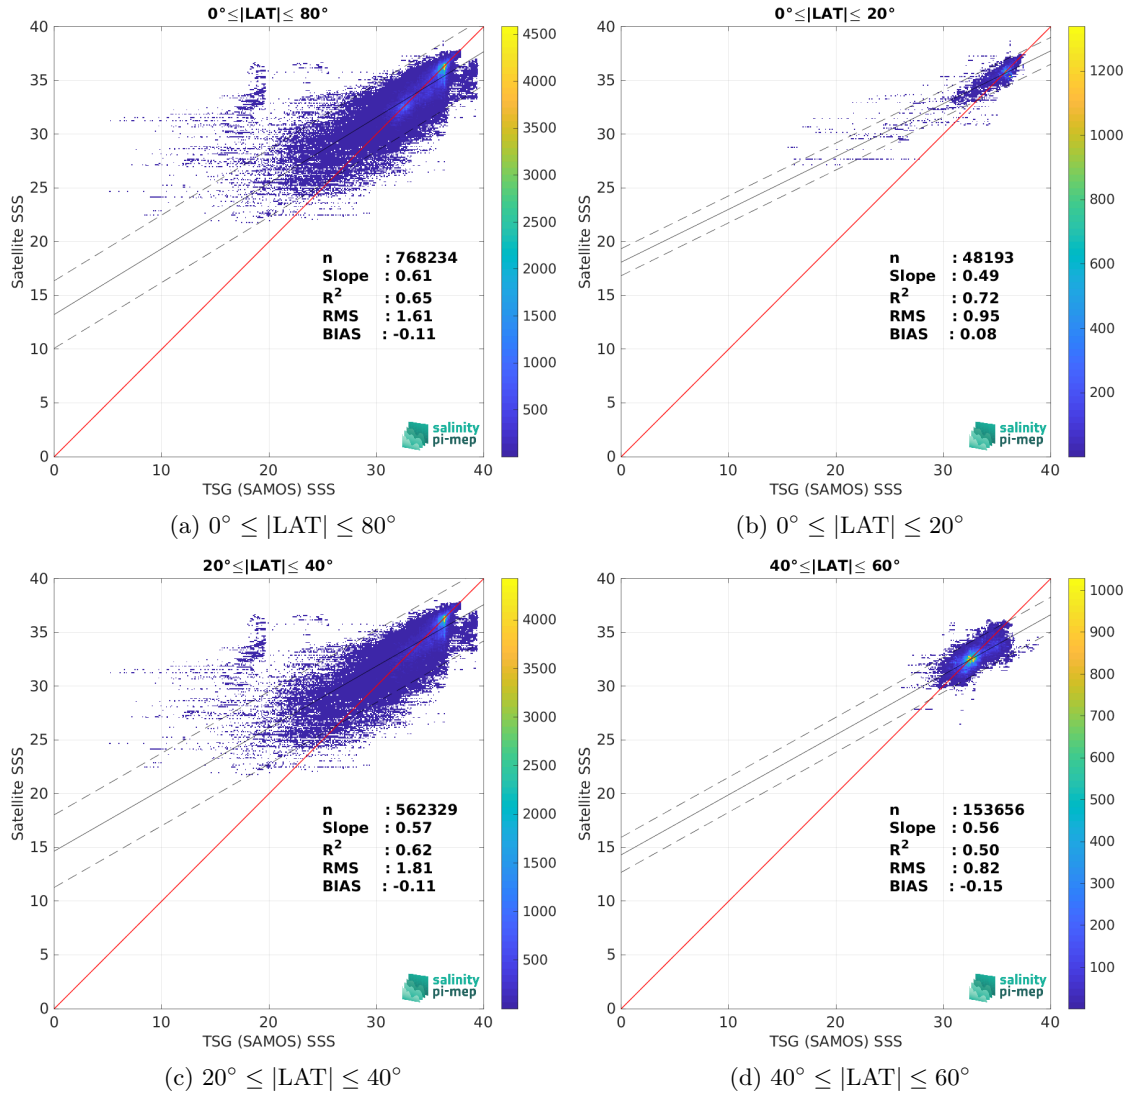 0°≤|LAT|≤ 80°
40
35
30
25
20
15
10
5
0
Satellite SSS
n : 768234
Slope : 0.61
R² : 0.65
RMS : 1.61
BIAS : -0.11
salinity
pi-mep
0 10 20 30 40
TSG (SAMOS) SSS
4500
4000
3500
3000
2500
2000
1500
1000
500
(a) 0° ≤ |LAT| ≤ 80°
0°≤|LAT|≤ 20°
40
35
30
25
20
15
10
5
0
Satellite SSS
n : 48193
Slope : 0.49
R² : 0.72
RMS : 0.95
BIAS : 0.08
salinity
pi-mep
0 10 20 30 40
TSG (SAMOS) SSS
1200
1000
800
600
400
200
(b) 0° ≤ |LAT| ≤ 20°
20°≤|LAT|≤ 40°
40
35
30
25
20
15
10
5
0
Satellite SSS
n : 562329
Slope : 0.57
R² : 0.62
RMS : 1.81
BIAS : -0.11
salinity
pi-mep
0 10 20 30 40
TSG (SAMOS) SSS
4000
3500
3000
2500
2000
1500
1000
500
(c) 20° ≤ |LAT| ≤ 40°
40°≤|LAT|≤ 60°
40
35
30
25
20
15
10
5
0
Satellite SSS
n : 153656
Slope : 0.56
R² : 0.50
RMS : 0.82
BIAS : -0.15
salinity
pi-mep
0 10 20 30 40
TSG (SAMOS) SSS
1000
900
800
700
600
500
400
300
200
100
(d) 40° ≤ |LAT| ≤ 60°